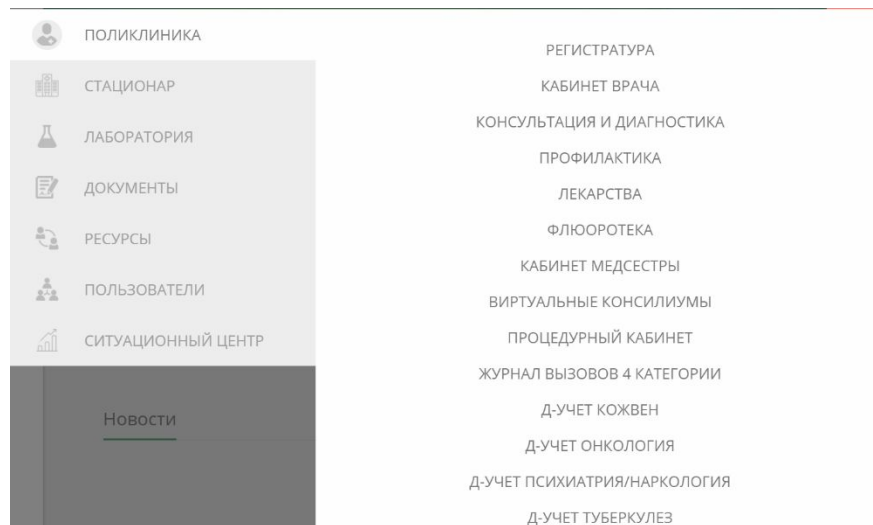 ПОЛИКЛИНИКА
СТАЦИОНАР
ЛАБОРАТОРИЯ
ДОКУМЕНТЫ
РЕСУРСЫ
ПОЛЬЗОВАТЕЛИ
СИТУАЦИОННЫЙ ЦЕНТР
Новости
РЕГИСТРАТУРА
КАБИНЕТ ВРАЧА
КОНСУЛЬТАЦИЯ И ДИАГНОСТИКА
ПРОФИЛАКТИКА
ЛЕКАРСТВА
ФЛЮОРОТЕКА
КАБИНЕТ МЕДСЕСТРЫ
ВИРТУАЛЬНЫЕ КОНСИЛИУМЫ
ПРОЦЕДУРНЫЙ КАБИНЕТ
ЖУРНАЛ ВЫЗОВОВ 4 КАТЕГОРИИ
Д-УЧЕТ КОЖВЕН
Д-УЧЕТ ОНКОЛОГИЯ
Д-УЧЕТ ПСИХИАТРИЯ/НАРКОЛОГИЯ
Д-УЧЕТ ТУБЕРКУЛЕЗ